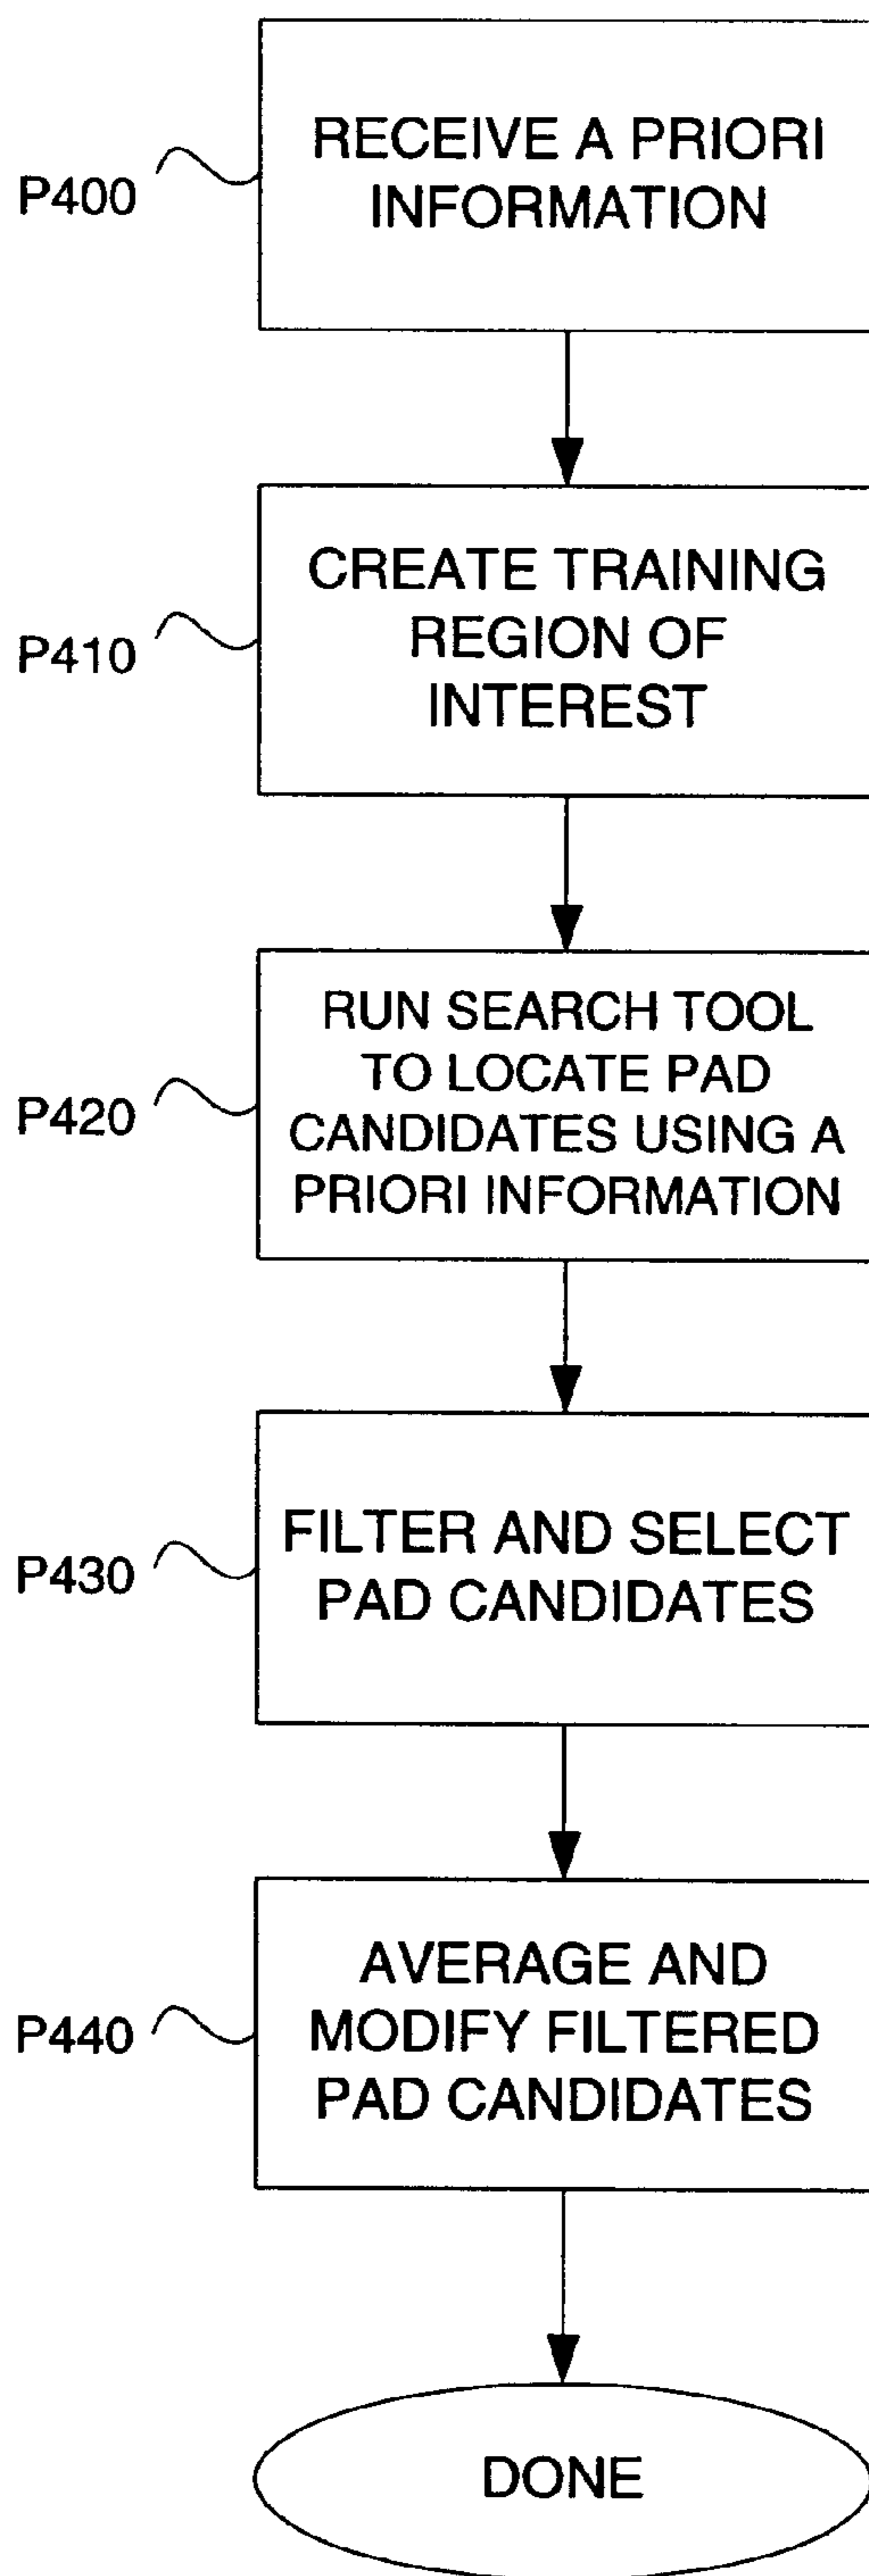 P400
RECEIVE A PRIORI
INFORMATION
P410
CREATE TRAINING
REGION OF
INTEREST
P420
RUN SEARCH TOOL
TO LOCATE PAD
CANDIDATES USING A
PRIORI INFORMATION
P430
FILTER AND SELECT
PAD CANDIDATES
P440
AVERAGE AND
MODIFY FILTERED
PAD CANDIDATES
DONE